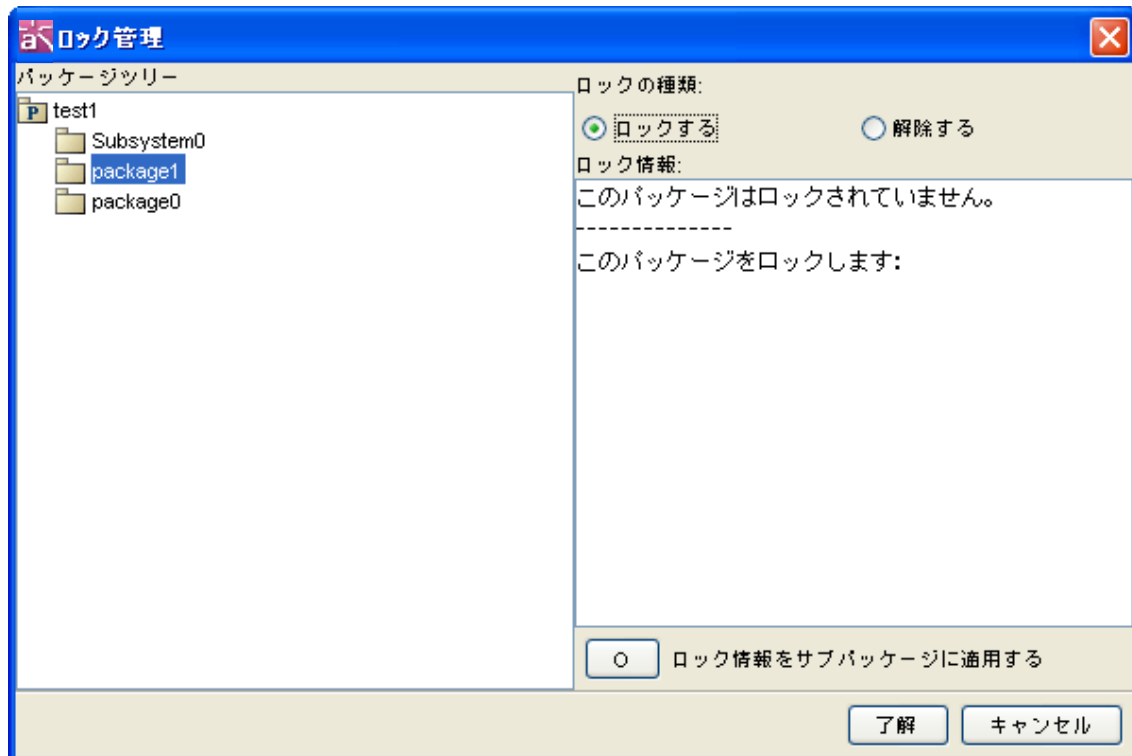 ロック管理
パッケージツリー
test1
Subsystem0
package1
package0
ロックの種類:
ロックする 解除する
ロック情報:
このパッケージはロックされていません。
--------------
このパッケージをロックします:
O ロック情報をサブパッケージに適用する
了解 キャンセル